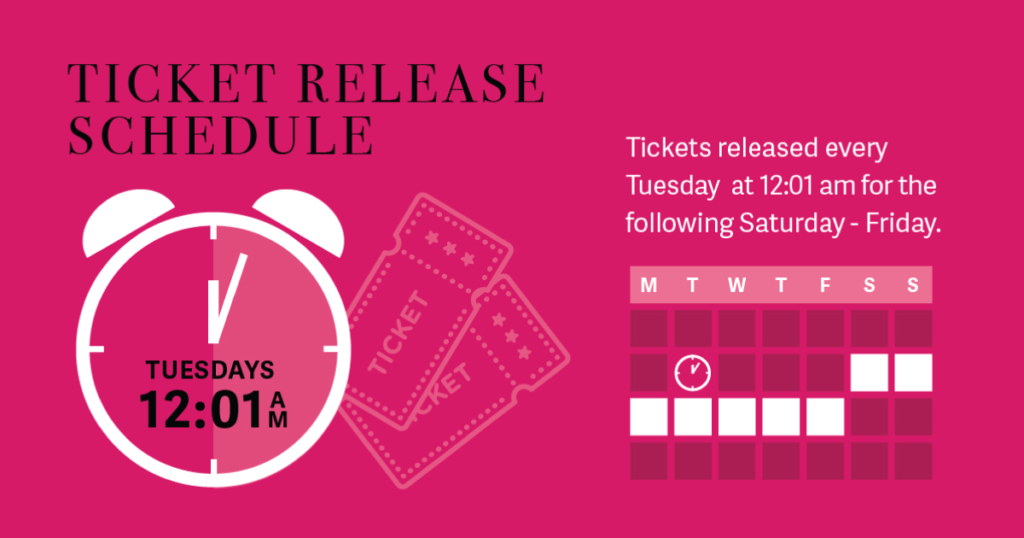 TICKET RELEASE
SCHEDULE
TUESDAYS
12:01 AM
TICKET
CKET
Tickets released every
Tuesday at 12:01 am for the
following Saturday - Friday.
M T W T F S S